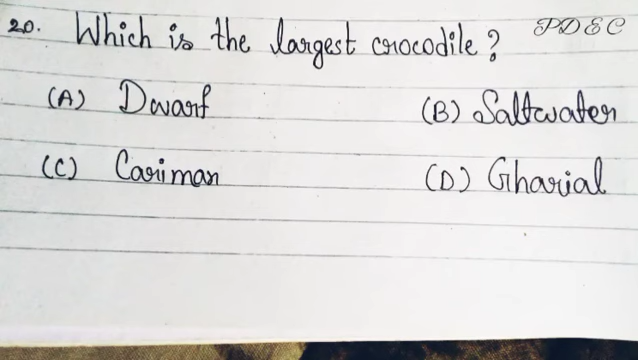 20. Which is the largest crocodile? PDEC
(A) Dwarf (B) Saltwater
(C) Cariman (D) Gharial